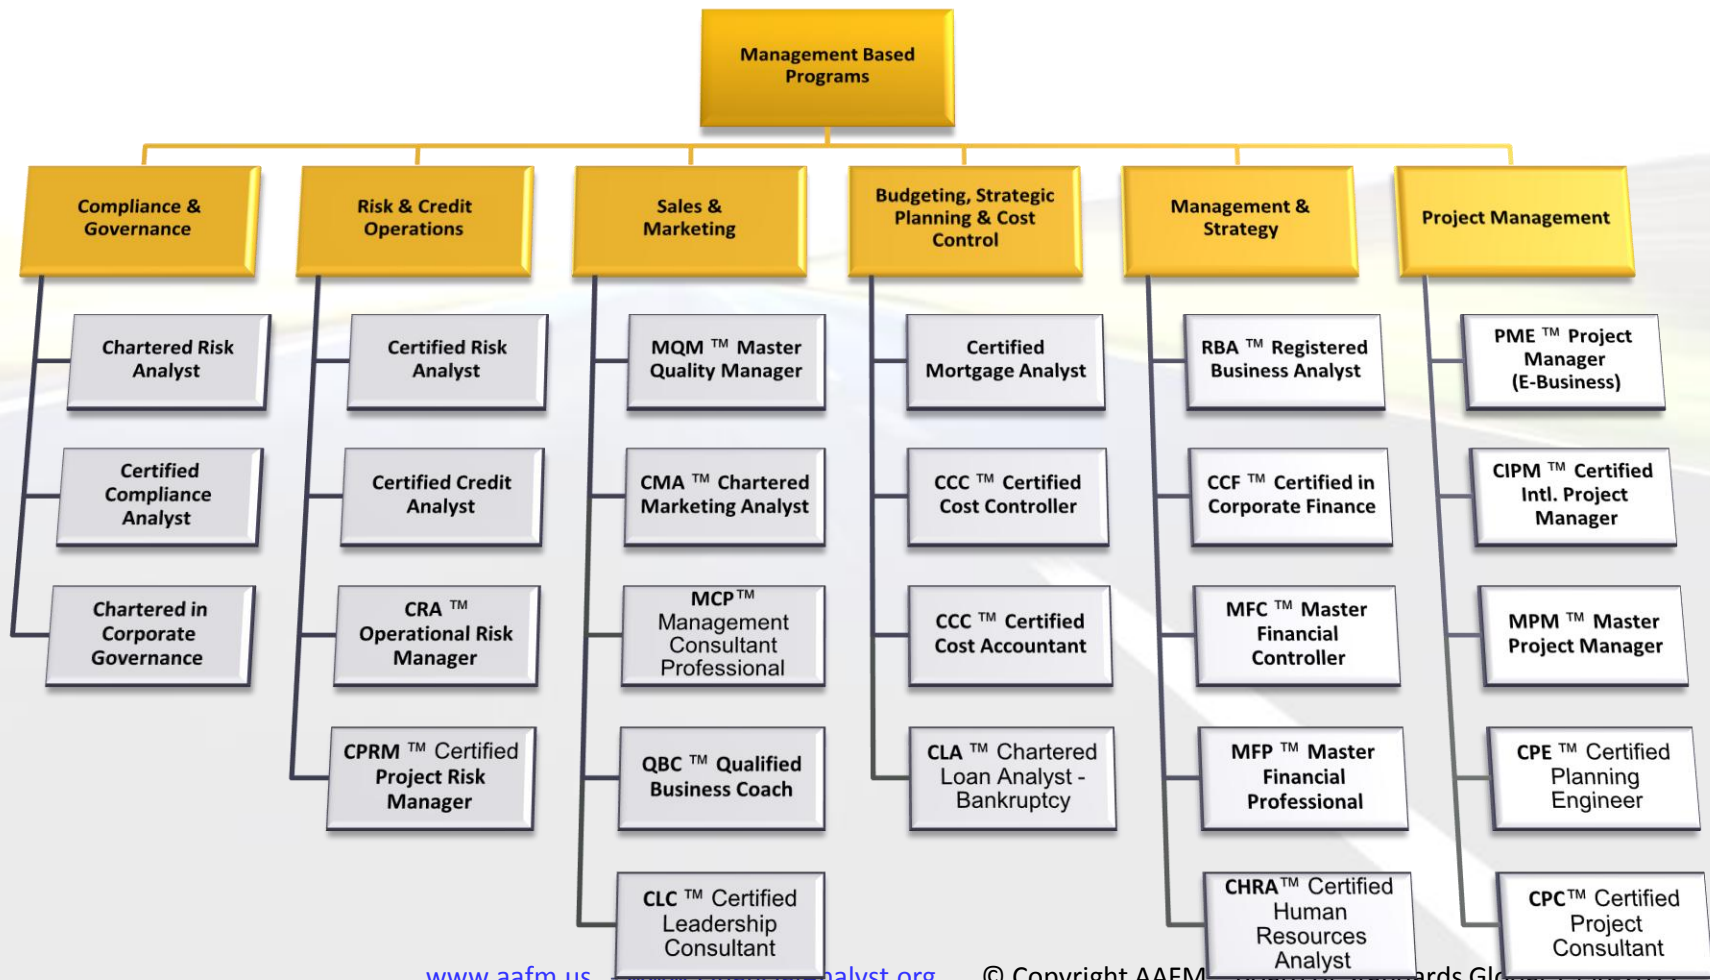 Management Based
Programs
Compliance &
Governance
Chartered Risk
Analyst
Certified
Compliance
Analyst
Chartered in
Corporate
Governance
Risk & Credit
Operations
Certified Risk
Analyst
Certified Credit
Analyst
CRA ™
Operational Risk
Manager
CPRM ™ Certified
Project Risk
Manager
Sales &
Marketing
MQM ™ Master
Quality Manager
CMA ™ Chartered
Marketing Analyst
MCP™
Management
Consultant
Professional
QBC ™ Qualified
Business Coach
CLC ™ Certified
Leadership
Consultant
Budgeting, Strategic
Planning & Cost
Control
Certified
Mortgage Analyst
CCC ™ Certified
Cost Controller
CCC ™ Certified
Cost Accountant
CLA ™ Chartered
Loan Analyst -
Bankruptcy
Management &
Strategy
RBA ™ Registered
Business Analyst
CCF ™ Certified in
Corporate Finance
MFC ™ Master
Financial
Controller
MFP ™ Master
Financial
Professional
CHRA™ Certified
Human
Resources
Analyst
Project Management
PME ™ Project
Manager
(E-Business)
CIPM ™ Certified
Intl. Project
Manager
MPM ™ Master
Project Manager
CPE ™ Certified
Planning
Engineer
CPC™ Certified
Project
Consultant
www.aafm.us © Copyright AAFM